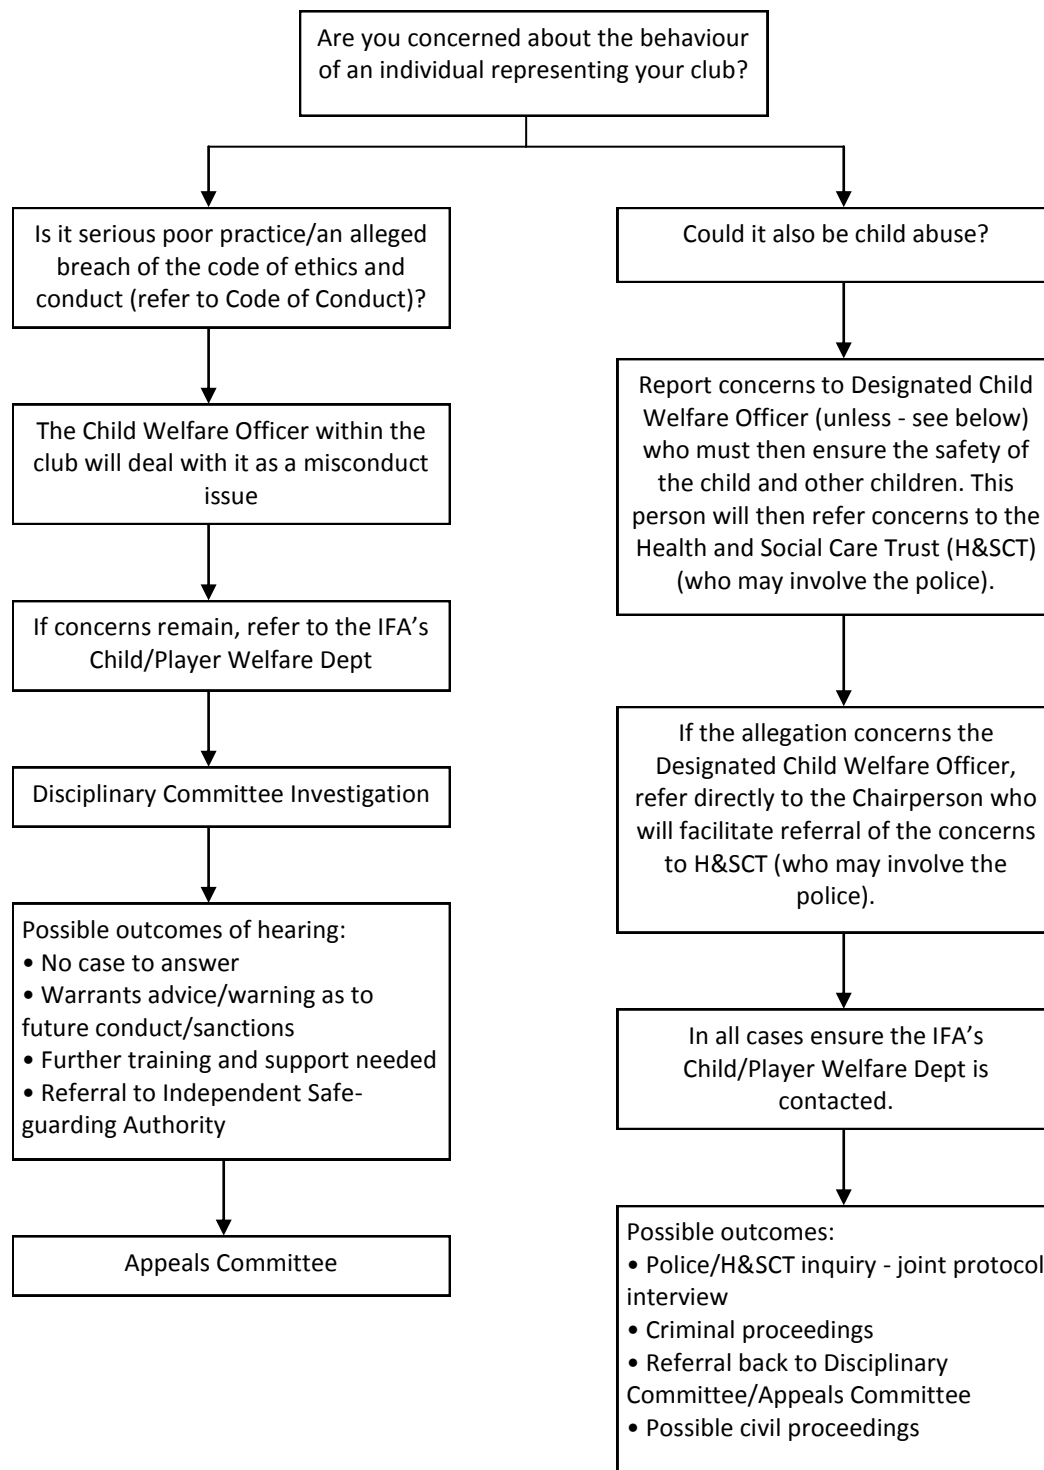 Are you concerned about the behaviour
of an individual representing your club?
Is it serious poor practice/an alleged
breach of the code of ethics and
conduct (refer to Code of Conduct)?
The Child Welfare Officer within the
club will deal with it as a misconduct
issue
If concerns remain, refer to the IFA’s
Child/Player Welfare Dept
Disciplinary Committee Investigation
Possible outcomes of hearing:
• No case to answer
• Warrants advice/warning as to
future conduct/sanctions
• Further training and support needed
• Referral to Independent Safe-
guarding Authority
Appeals Committee
Could it also be child abuse?
Report concerns to Designated Child
Welfare Officer (unless - see below)
who must then ensure the safety of
the child and other children. This
person will then refer concerns to the
Health and Social Care Trust (H&SCT)
(who may involve the police).
If the allegation concerns the
Designated Child Welfare Officer,
refer directly to the Chairperson who
will facilitate referral of the concerns
to H&SCT (who may involve the
police).
In all cases ensure the IFA’s
Child/Player Welfare Dept is
contacted.
Possible outcomes:
• Police/H&SCT inquiry - joint protocol
interview
• Criminal proceedings
• Referral back to Disciplinary
Committee/Appeals Committee
• Possible civil proceedings